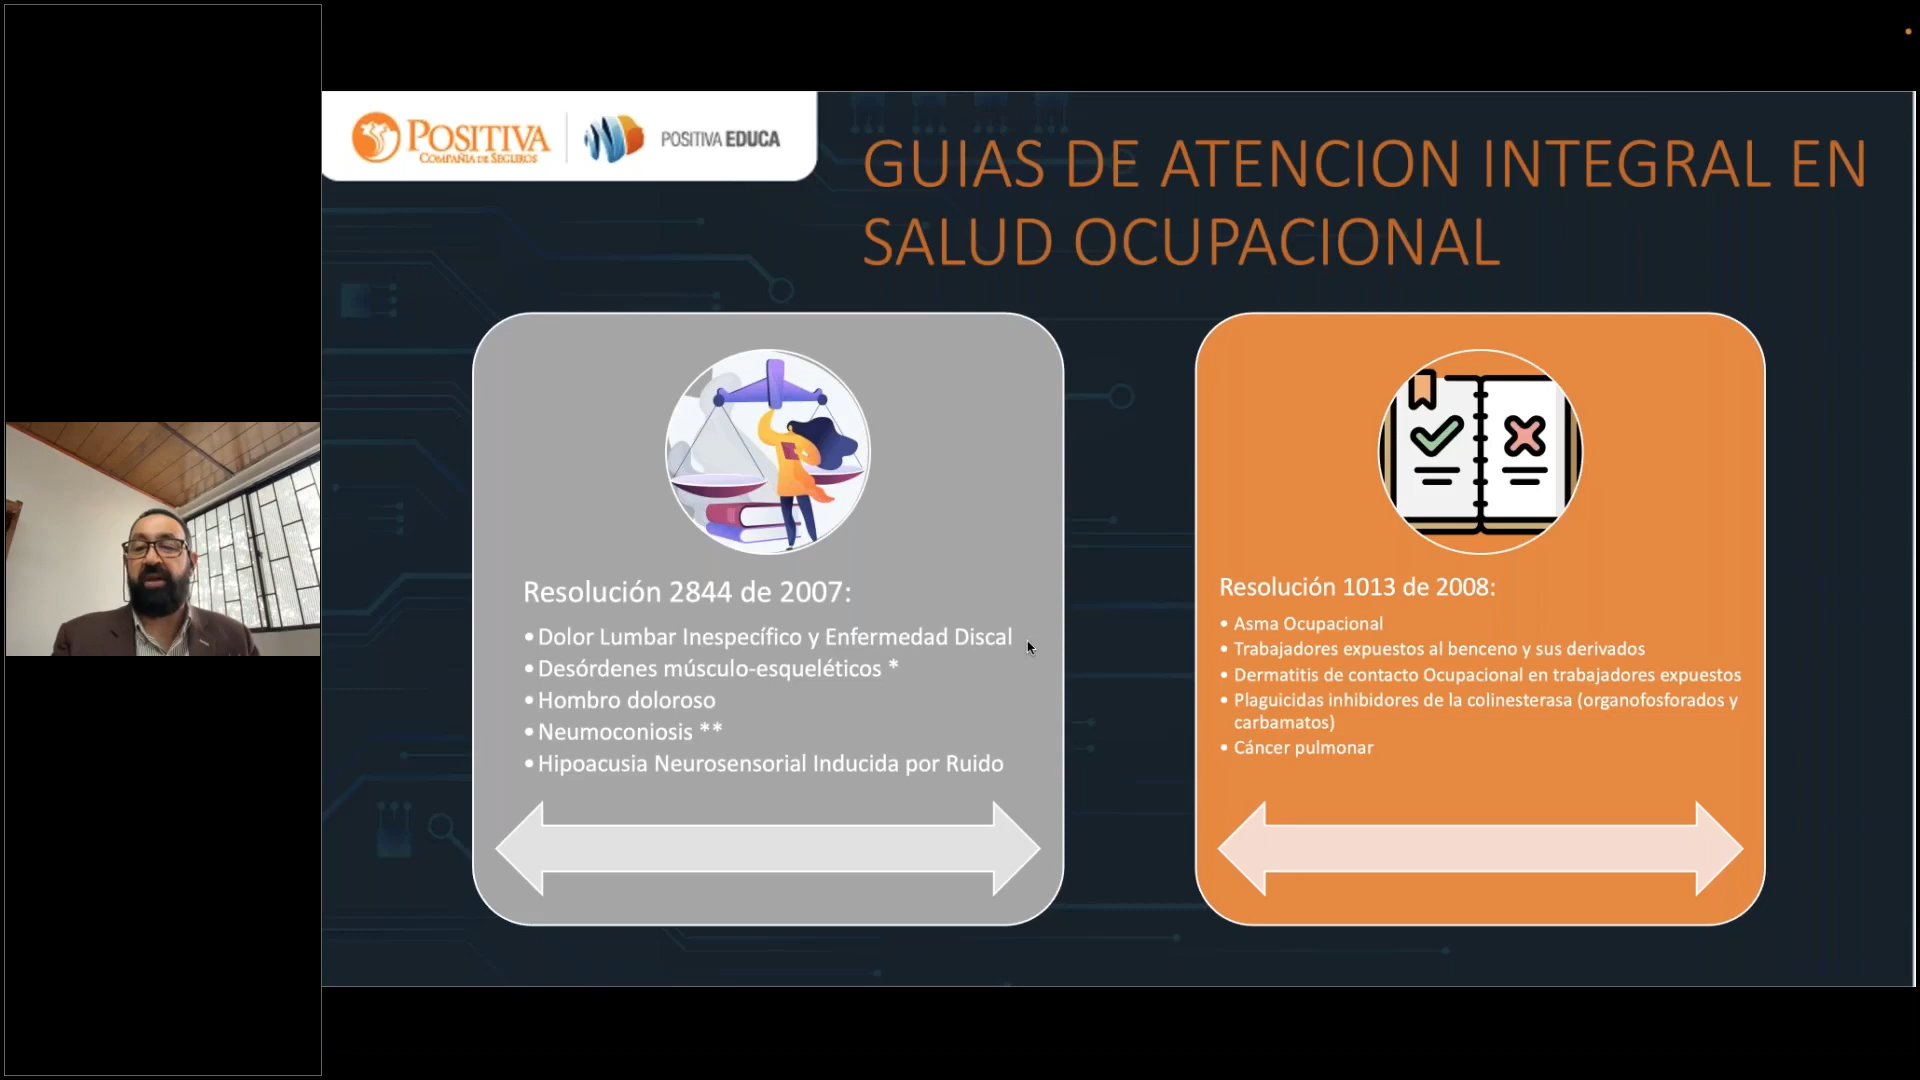 POSITIVA
COMPAÑIA DE SEGUROS
POSITIVA EDUCA
GUIAS DE ATENCION INTEGRAL EN
SALUD OCUPACIONAL
Resolución 2844 de 2007:
• Dolor Lumbar Inespecífico y Enfermedad Discal
• Desórdenes músculo-esqueléticos *
• Hombro doloroso
• Neumoconiosis **
• Hipoacusia Neurosensorial Inducida por Ruido
Resolución 1013 de 2008:
• Asma Ocupacional
• Trabajadores expuestos al benceno y sus derivados
• Dermatitis de contacto Ocupacional en trabajadores expuestos
• Plaguicidas inhibidores de la colinesterasa (organofosforados y
carbamatos)
• Cáncer pulmonar